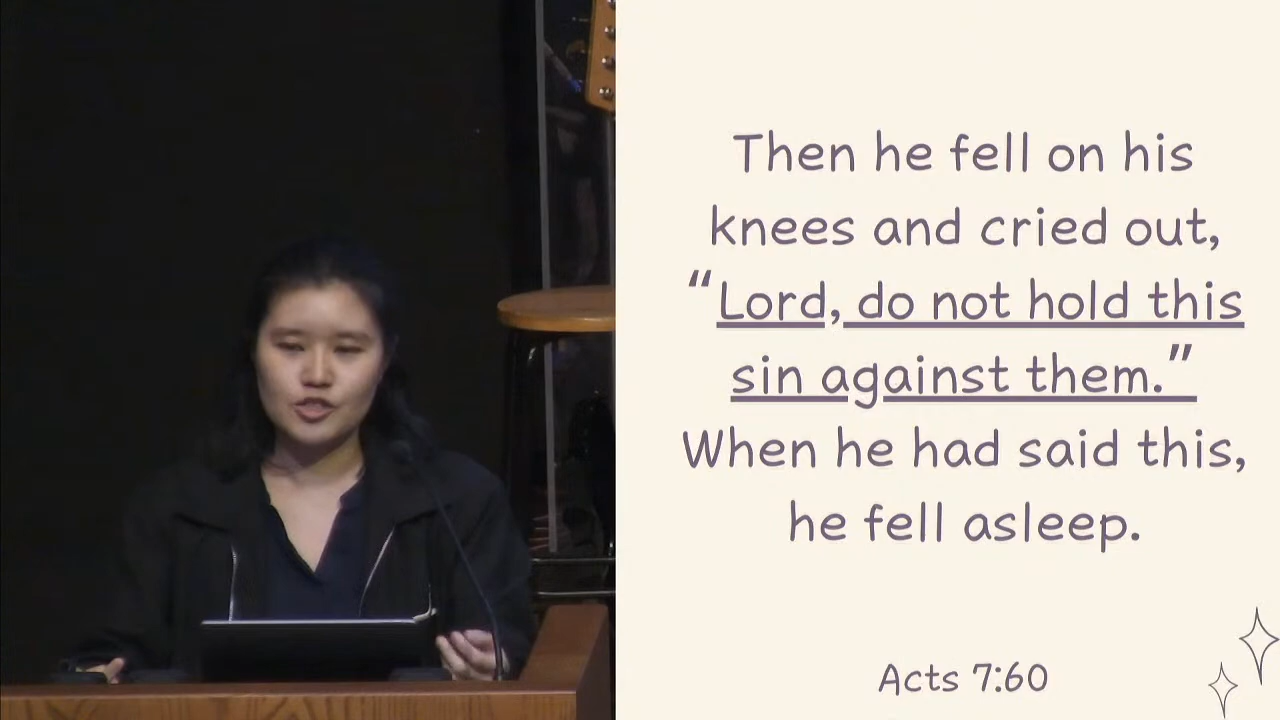 Then he fell on his
knees and cried out,
“Lord, do not hold this
sin against them.”
When he had said this,
he fell asleep.
Acts 7:60